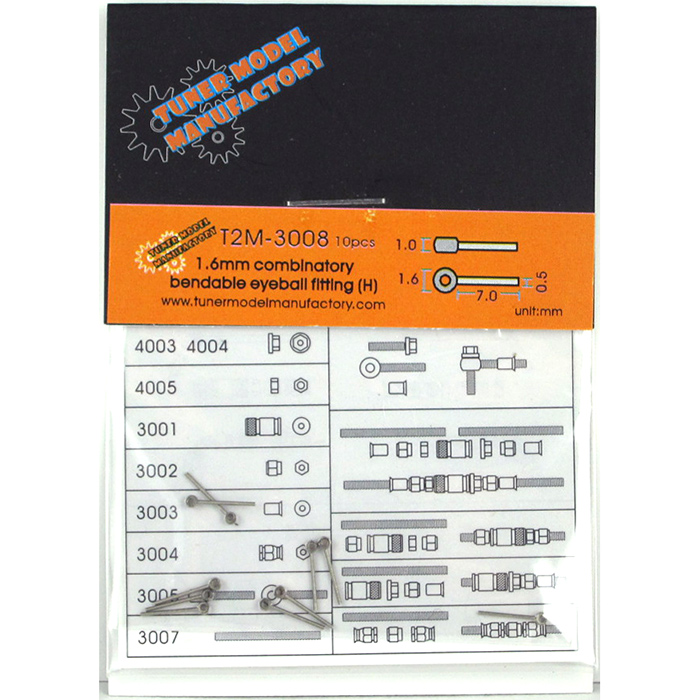 TUNER MODEL
MANUFACTORY
TUNER MODEL
MANUFACTORY
T2M-3008 10pcs
1.6mm combinatory
bendable eyeball fitting (H)
www.tunermodelmanufactory.com
1.0
1.6
7.0
0.5
unit:mm
4003 4004
4005
3001
3002
3003
3004
3005
3007